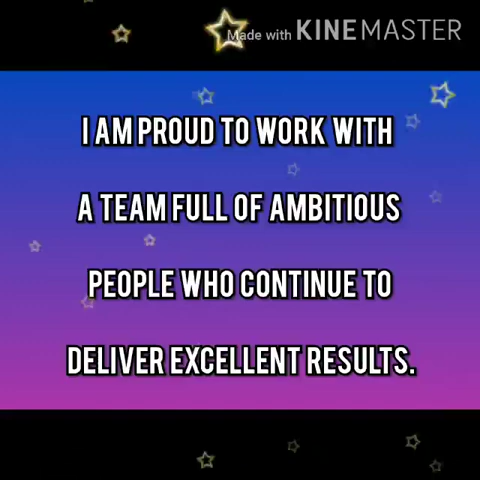 Made with KINEMASTER
I AM PROUD TO WORK WITH
A TEAM FULL OF AMBITIOUS
PEOPLE WHO CONTINUE TO
DELIVER EXCELLENT RESULTS.